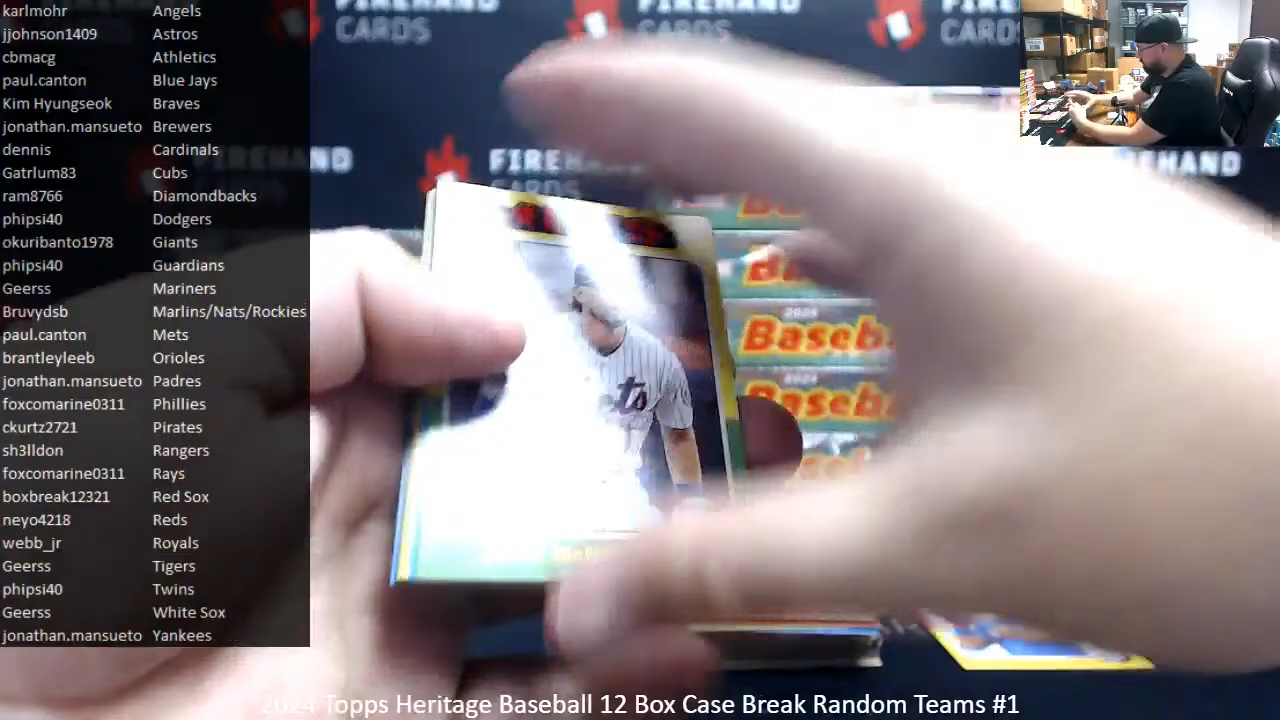 karlmohr Angels
jjohnson1409 Astros
cbmacg Athletics
paul.canton Blue Jays
Kim Hyungseok Braves
jonathan.mansueto Brewers
dennis Cardinals
Gatrlum83 Cubs
ram8766 Diamondbacks
phipsi40 Dodgers
okuribanto1978 Giants
phipsi40 Guardians
Geerss Mariners
Bruvydsb Marlins/Nats/Rockies
paul.canton Mets
brantleyleeb Orioles
jonathan.mansueto Padres
foxcomarine0311 Phillies
ckurtz2721 Pirates
sh3lldon Rangers
foxcomarine0311 Rays
boxbreak12321 Red Sox
neyo4218 Reds
webb_jr Royals
Geerss Tigers
phipsi40 Twins
Geerss White Sox
jonathan.mansueto Yankees
CARDS
CARDS
FIREHAND
CARDS
2024
2024
2024 Topps Heritage Baseball 12 Box Case Break Random Teams #1